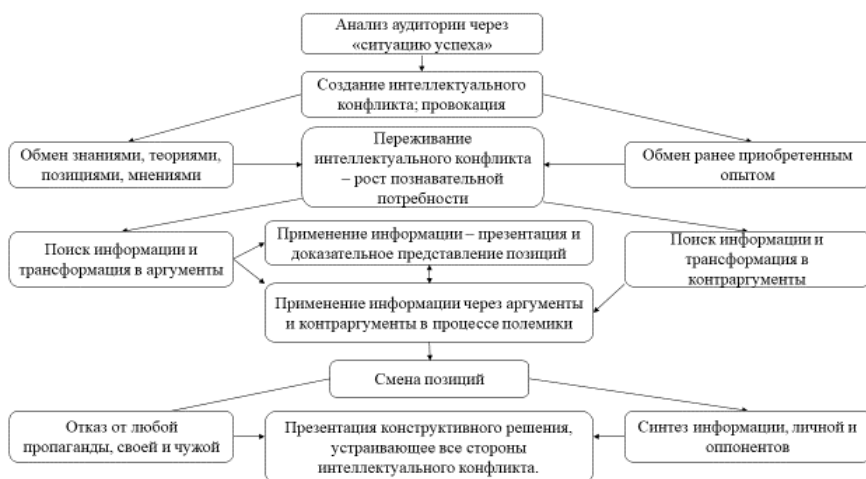 Анализ аудитории через
«ситуацию успеха»
Создание интеллектуального
конфликта; провокация
Обмен знаниями, теориями,
позициями, мнениями
Переживание
интеллектуального конфликта
– рост познавательной
потребности
Обмен ранее приобретенным
опытом
Поиск информации и
трансформация в аргументы
Применение информации – презентация и
доказательное представление позиций
Поиск информации и
трансформация в
контраргументы
Применение информации через аргументы
и контраргументы в процессе полемики
Смена позиций
Отказ от любой
пропаганды, своей и чужой
Презентация конструктивного решения,
устраивающее все стороны
интеллектуального конфликта.
Синтез информации, личной и
оппонентов